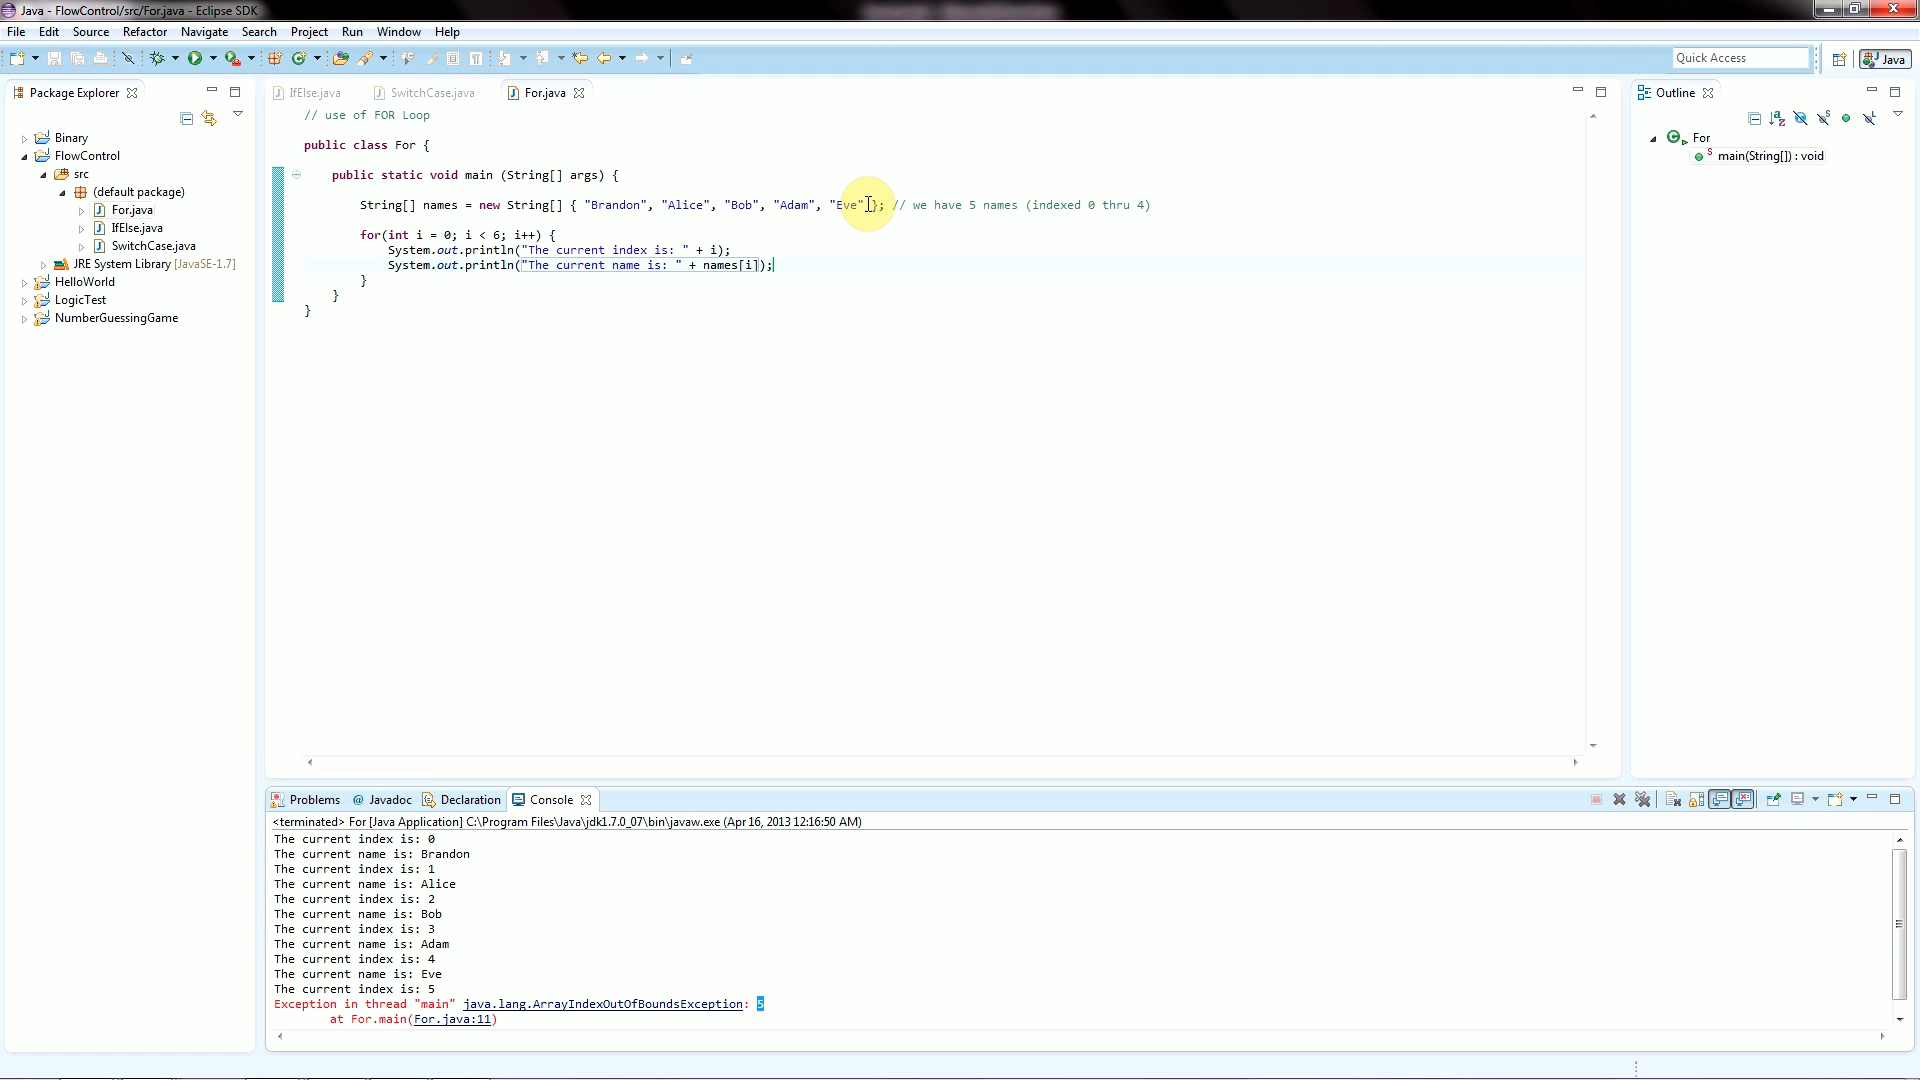 Java - FlowControl/src/For.java - Eclipse SDK
File Edit Source Refactor Navigate Search Project Run Window Help
Quick Access
Java
Package Explorer
Binary
FlowControl
src
(default package)
For.java
IfElse.java
SwitchCase.java
JRE System Library [JavaSE-1.7]
HelloWorld
LogicTest
NumberGuessingGame
IfElse.java SwitchCase.java For.java
// use of FOR Loop
public class For {
public static void main (String[] args) {
String[] names = new String[] { "Brandon", "Alice", "Bob", "Adam", "Eve" }; // we have 5 names (indexed 0 thru 4)
for(int i = 0; i < 6; i++) {
System.out.println("The current index is: " + i);
System.out.println("The current name is: " + names[i]);
}
}
}
Outline
For
main(String[]) : void
Problems @ Javadoc Declaration Console
<terminated> For [Java Application] C:\Program Files\Java\jdk1.7.0_07\bin\javaw.exe (Apr 16, 2013 12:16:50 AM)
The current index is: 0
The current name is: Brandon
The current index is: 1
The current name is: Alice
The current index is: 2
The current name is: Bob
The current index is: 3
The current name is: Adam
The current index is: 4
The current name is: Eve
The current index is: 5
Exception in thread "main" java.lang.ArrayIndexOutOfBoundsException: 5
at For.main(For.java:11)